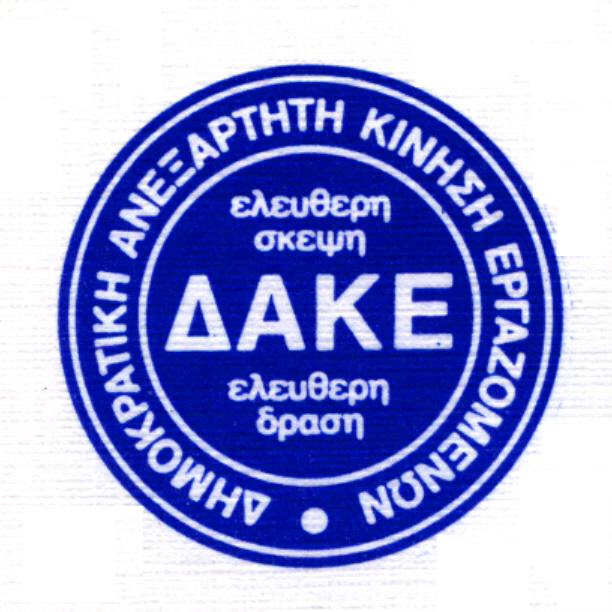 ΔΗΜΟΚΡΑΤΙΚΗ ΑΝΕΞΑΡΤΗΤΗ ΚΙΝΗΣΗ ΕΡΓΑΖΟΜΕΝΩΝ
ελευθερη
σκεψη
ΔΑΚΕ
ελευθερη
δραση